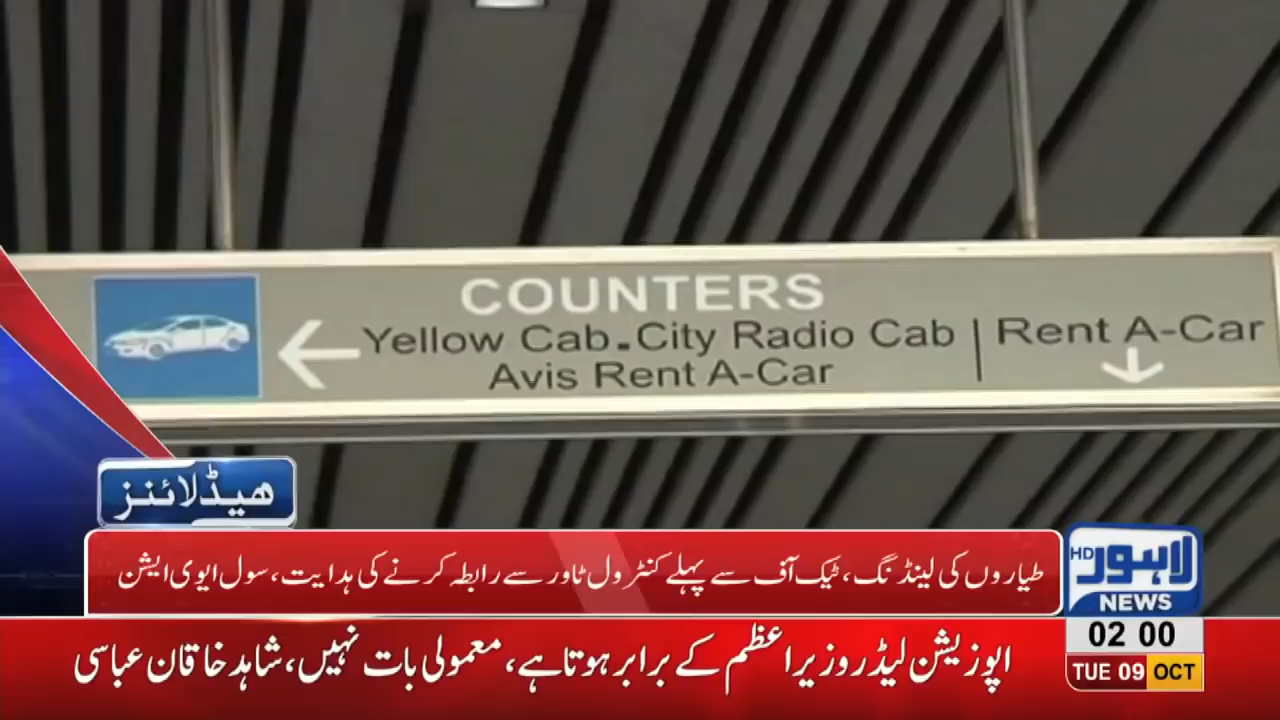 COUNTERS
Yellow Cab.City Radio Cab
Avis Rent A-Car
Rent A-Car
ھیڈلائنز
طیاروں کی لینڈنگ، ٹیک آف سے پہلے کنٹرول ٹاور سے رابطہ کرنے کی ہدایت، سول ایوی ایشن
HD
لاہور
NEWS
اپوزیشن لیڈر وزیراعظم کے برابر ہوتا ہے، معمولی بات نہیں، شاہد خاقان عباسی
02 00
TUE 09 OCT